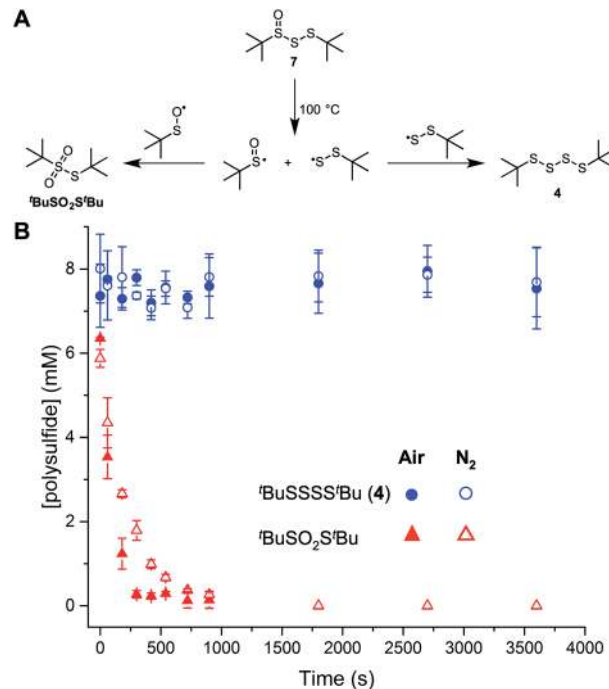 A
O
S S S
7
100 °C
O•
S
O
S
S
O
ᵗBuSO₂SᵗBu
O
S•
+
•S S
•S S
S S S S
4
B
[polysulfide] (mM)
8
6
4
2
0
Air N₂
ᵗBuSSSSᵗBu (4)
ᵗBuSO₂SᵗBu
0 500 1000 1500 2000 2500 3000 3500 4000
Time (s)